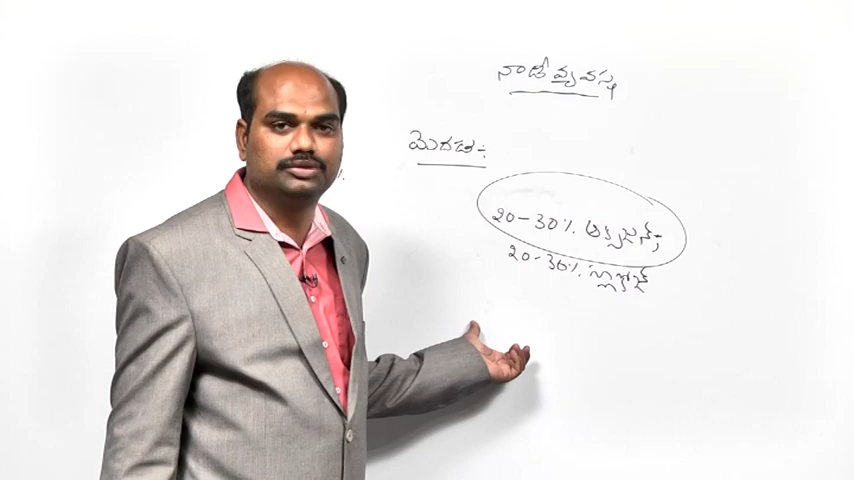 నాడీ వ్యవస్థ
మెదడు:-
20-30% ఆక్సిజన్,
20-30% గ్లూకోజ్